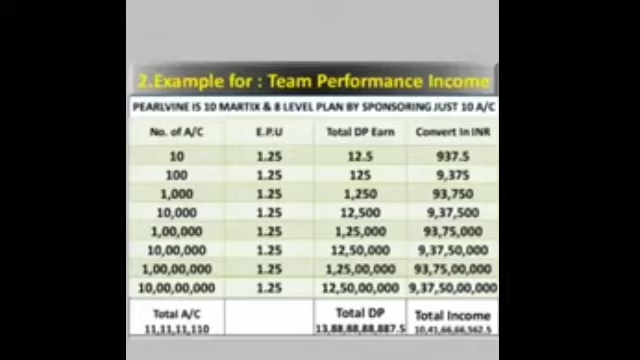 2.Example for : Team Performance Income
PEARLVINE IS 10 MARTIX & 8 LEVEL PLAN BY SPONSORING JUST 10 A/C
No. of A/C E.P.U Total DP Earn Convert In INR
10 1.25 12.5 937.5
100 1.25 125 9,375
1,000 1.25 1,250 93,750
10,000 1.25 12,500 9,37,500
1,00,000 1.25 1,25,000 93,75,000
10,00,000 1.25 12,50,000 9,37,50,000
1,00,00,000 1.25 1,25,00,000 93,75,00,000
10,00,00,000 1.25 12,50,00,000 9,37,50,00,000
Total A/C Total DP Total Income
11,11,11,110 13,88,88,88,887.5 10,41,66,66,562.5